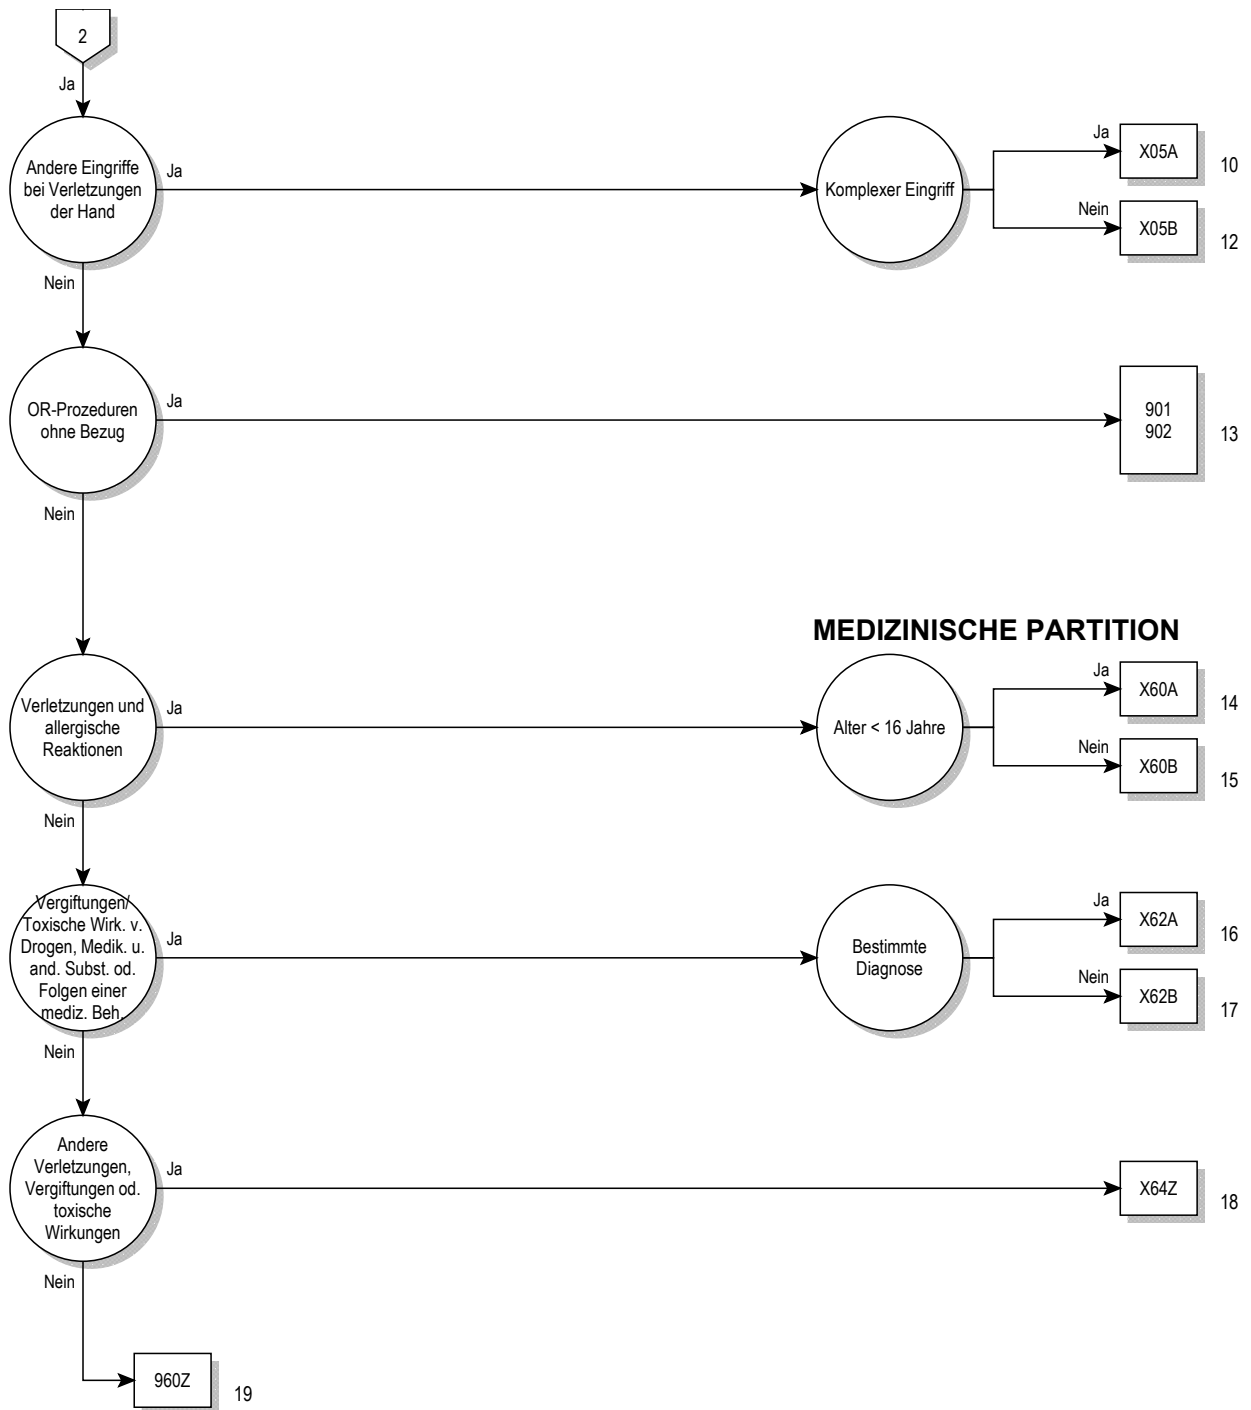 2
Ja
Andere Eingriffe
bei Verletzungen
der Hand
Ja
Komplexer Eingriff
Ja
X05A
10
Nein
X05B
12
Nein
OR-Prozeduren
ohne Bezug
Ja
901
902
13
Nein
MEDIZINISCHE PARTITION
Verletzungen und
allergische
Reaktionen
Ja
Alter < 16 Jahre
Ja
X60A
14
Nein
X60B
15
Nein
Vergiftungen/
Toxische Wirk. v.
Drogen, Medik. u.
and. Subst. od.
Folgen einer
mediz. Beh.
Ja
Bestimmte
Diagnose
Ja
X62A
16
Nein
X62B
17
Nein
Andere
Verletzungen,
Vergiftungen od.
toxische
Wirkungen
Ja
X64Z
18
Nein
960Z
19